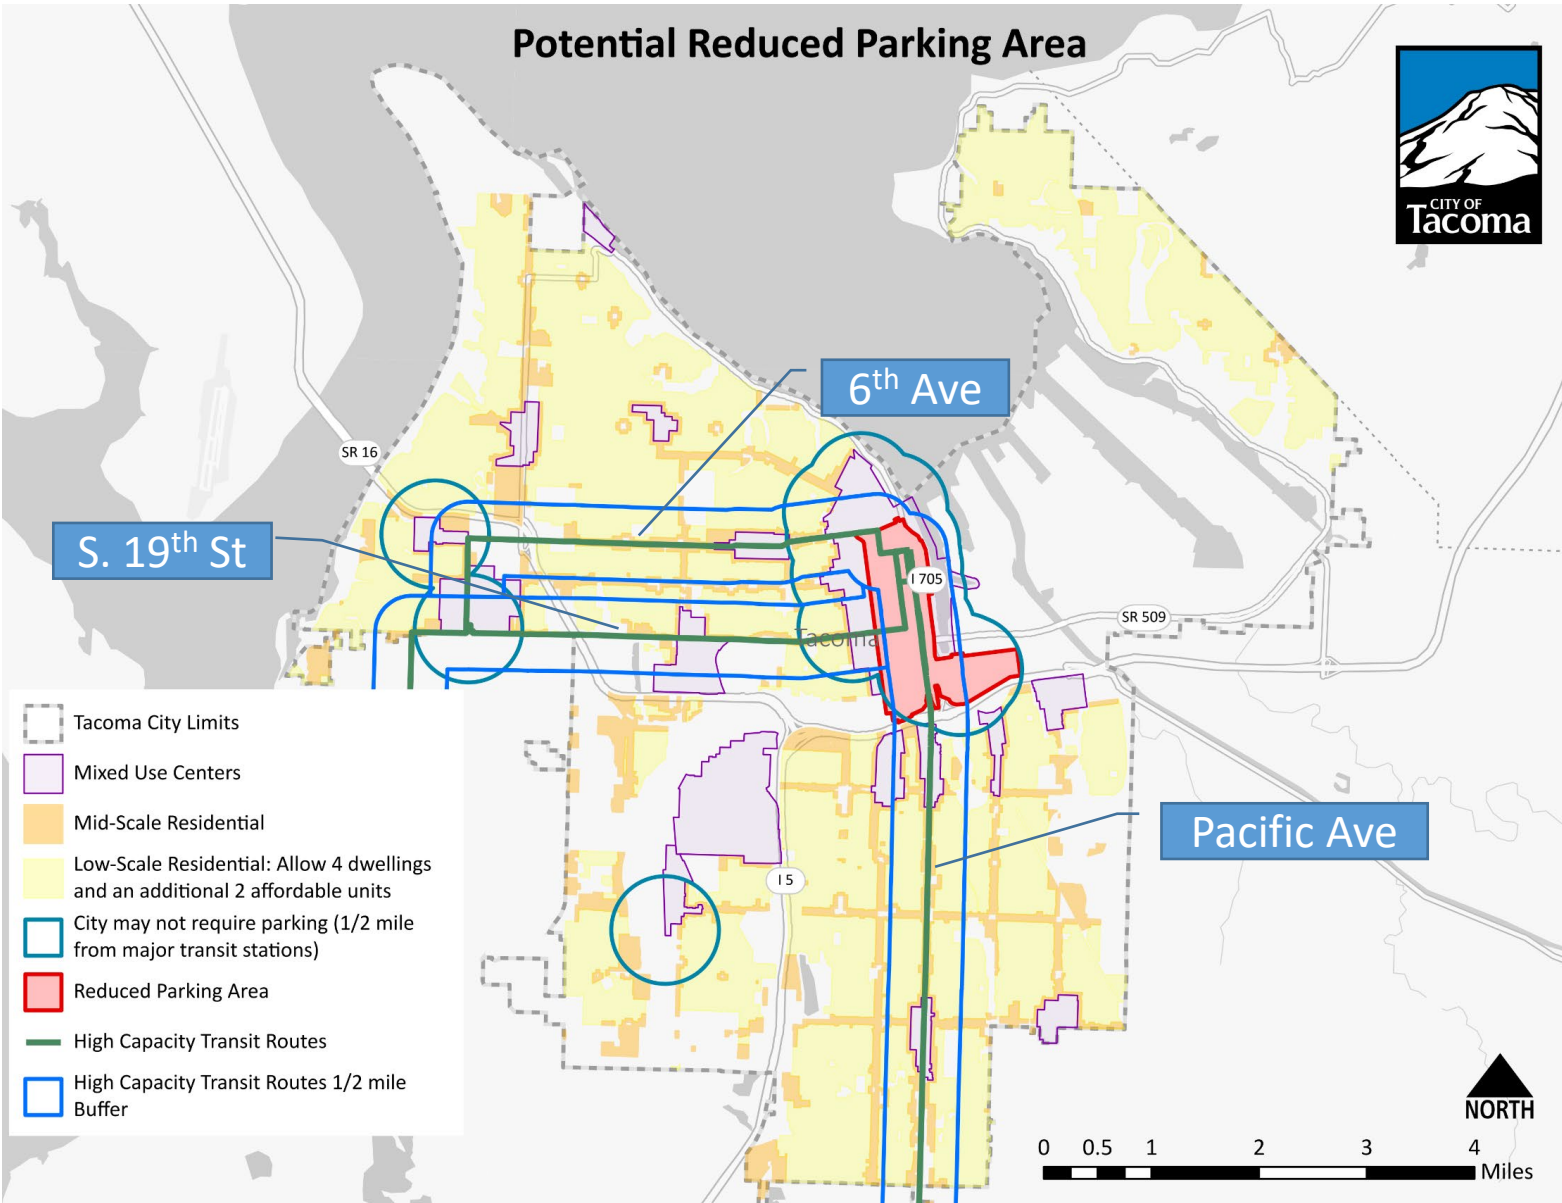 Potential Reduced Parking Area
CITY OF
Tacoma
6th Ave
SR 16
S. 19th St
I 705
SR 509
Tacoma
Pacific Ave
I 5
Tacoma City Limits
Mixed Use Centers
Mid-Scale Residential
Low-Scale Residential: Allow 4 dwellings
and an additional 2 affordable units
City may not require parking (1/2 mile
from major transit stations)
Reduced Parking Area
High Capacity Transit Routes
High Capacity Transit Routes 1/2 mile
Buffer
NORTH
0 0.5 1 2 3 4
Miles